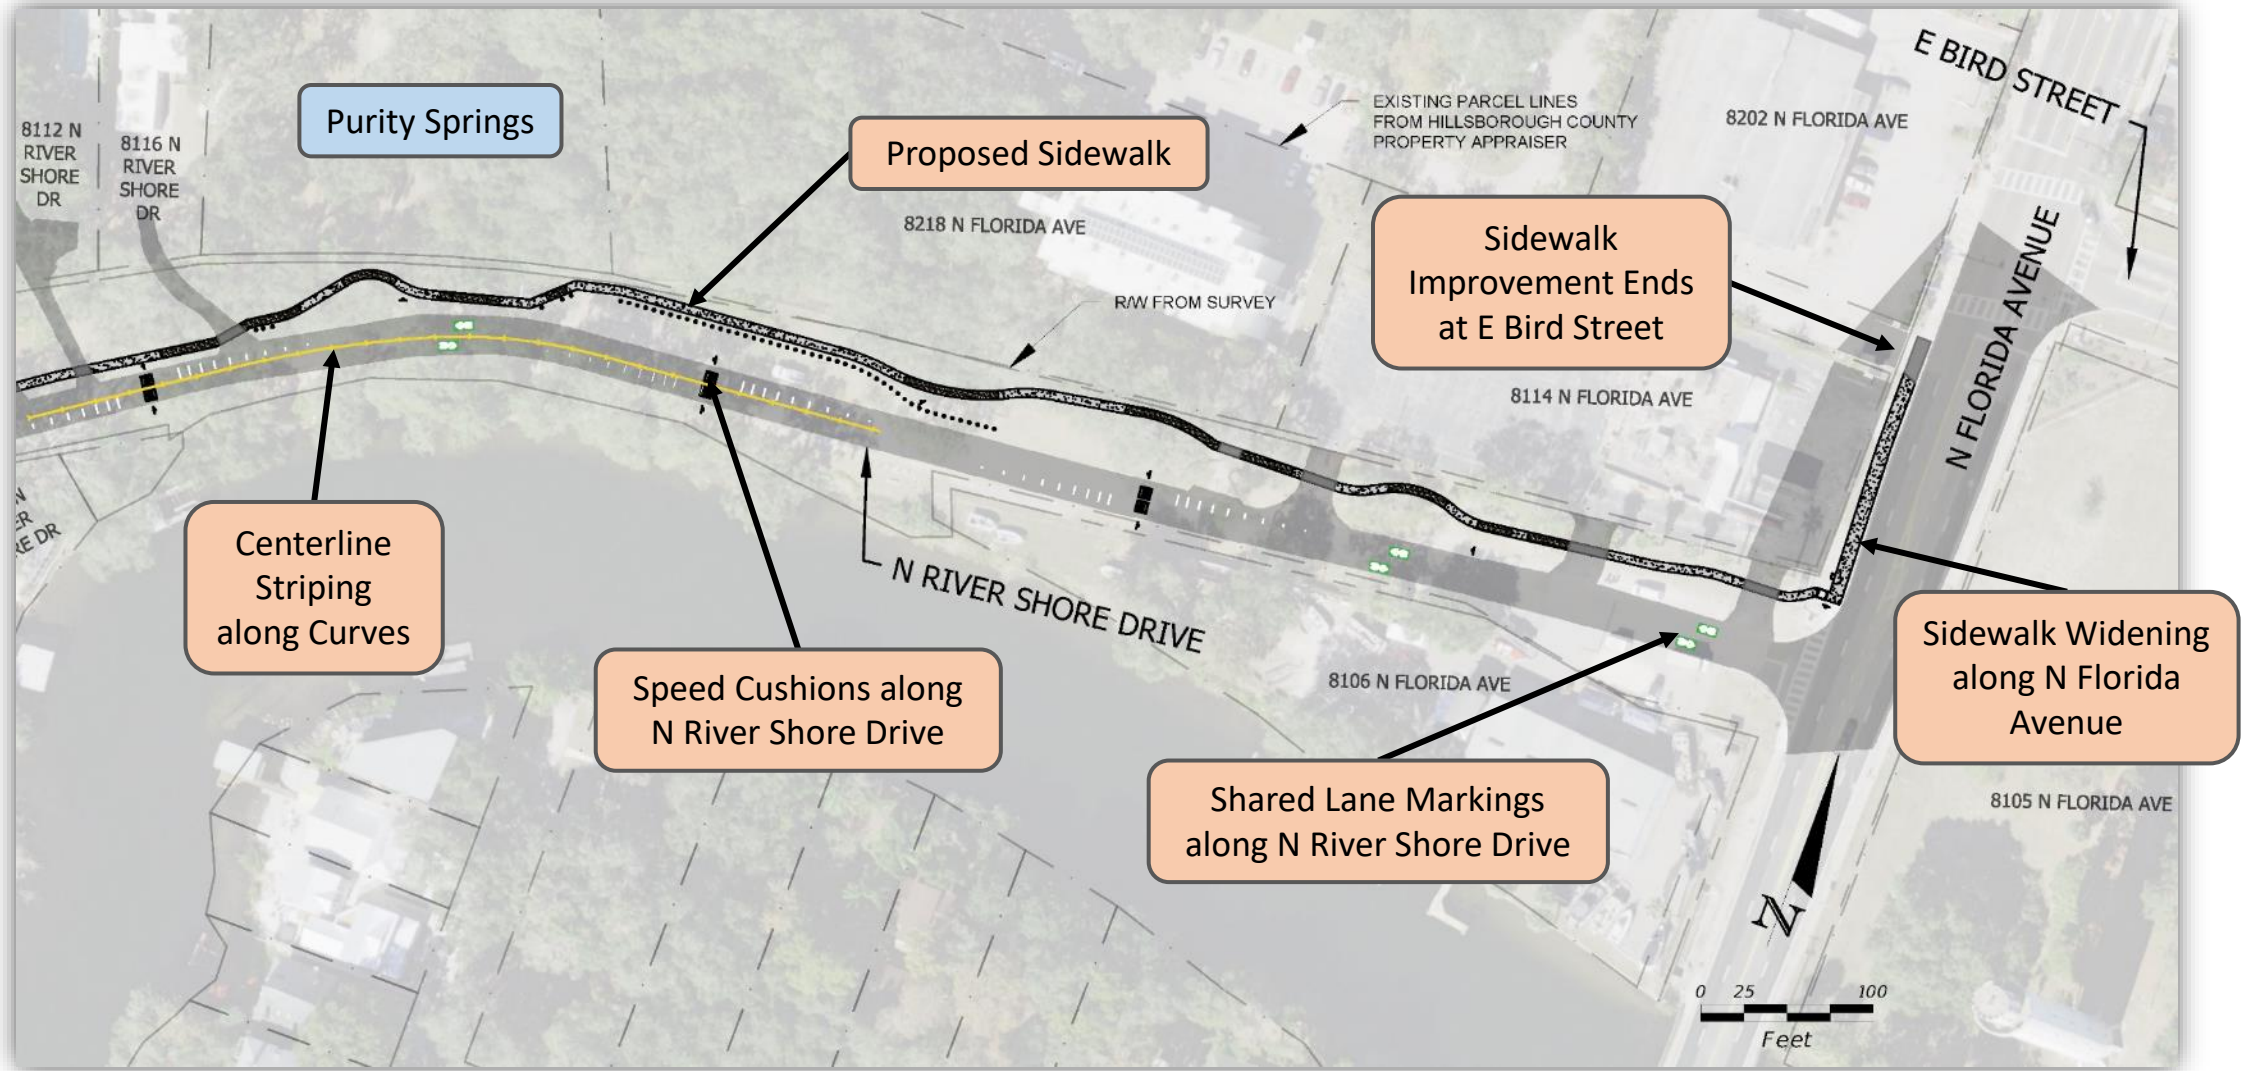 E BIRD STREET
Purity Springs
EXISTING PARCEL LINES
FROM HILLSBOROUGH COUNTY
PROPERTY APPRAISER
8202 N FLORIDA AVE
8112 N
RIVER
SHORE
DR
8116 N
RIVER
SHORE
DR
Proposed Sidewalk
8218 N FLORIDA AVE
Sidewalk
Improvement Ends
at E Bird Street
N FLORIDA AVENUE
R/W FROM SURVEY
8114 N FLORIDA AVE
Centerline
Striping
along Curves
N RIVER SHORE DRIVE
Speed Cushions along
N River Shore Drive
8106 N FLORIDA AVE
Sidewalk Widening
along N Florida
Avenue
Shared Lane Markings
along N River Shore Drive
8105 N FLORIDA AVE
N
0 25 100
Feet